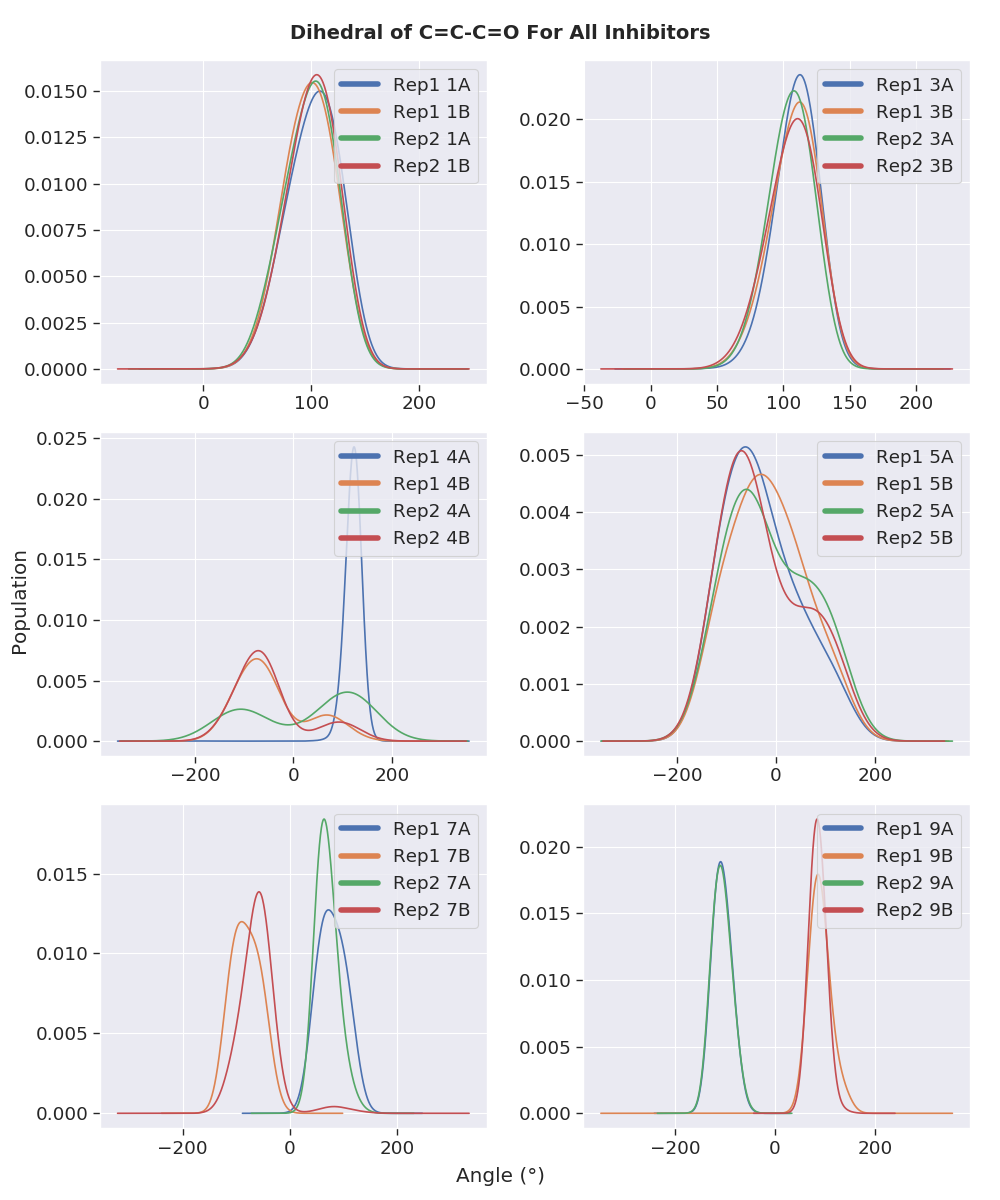 Dihedral of C=C-C=O For All Inhibitors
0.0150
0.0125
0.0100
0.0075
0.0050
0.0025
0.0000
0
100
200
Rep1 1A
Rep1 1B
Rep2 1A
Rep2 1B
0.020
0.015
0.010
0.005
0.000
−50
0
50
100
150
200
Rep1 3A
Rep1 3B
Rep2 3A
Rep2 3B
Population
0.025
0.020
0.015
0.010
0.005
0.000
−200
0
200
Rep1 4A
Rep1 4B
Rep2 4A
Rep2 4B
0.005
0.004
0.003
0.002
0.001
0.000
−200
0
200
Rep1 5A
Rep1 5B
Rep2 5A
Rep2 5B
0.015
0.010
0.005
0.000
−200
0
200
Rep1 7A
Rep1 7B
Rep2 7A
Rep2 7B
0.020
0.015
0.010
0.005
0.000
−200
0
200
Rep1 9A
Rep1 9B
Rep2 9A
Rep2 9B
Angle (°)